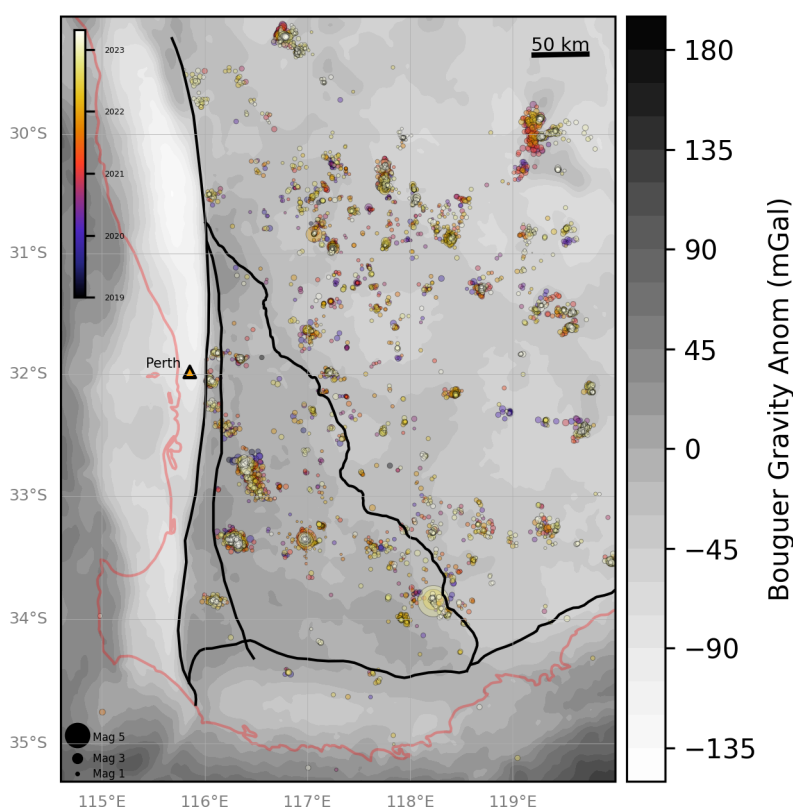 50 km
2023
2022
2021
2020
2019
Perth
Mag 5
Mag 3
Mag 1
30°S
31°S
32°S
33°S
34°S
35°S
115°E
116°E
117°E
118°E
119°E
180
135
90
45
0
−45
−90
−135
Bouguer Gravity Anom (mGal)